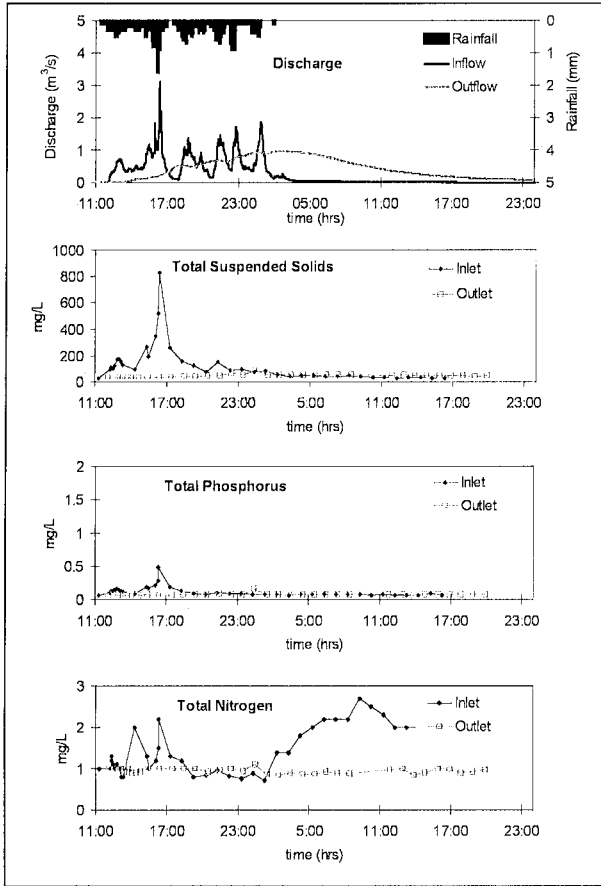 5
4
3
2
1
0
Discharge (m³/s)
Discharge
Rainfall
Inflow
Outflow
0
1
2
3
4
5
Rainfall (mm)
11:00 17:00 23:00 05:00 11:00 17:00 23:00
time (hrs)
1000
800
600
400
200
0
mg/L
Total Suspended Solids
Inlet
Outlet
11:00 17:00 23:00 5:00 11:00 17:00 23:00
time (hrs)
2
1.5
1
0.5
0
mg/L
Total Phosphorus
Inlet
Outlet
11:00 17:00 23:00 5:00 11:00 17:00 23:00
time (hrs)
3
2
1
0
mg/L
Total Nitrogen
Inlet
Outlet
11:00 17:00 23:00 5:00 11:00 17:00 23:00
time (hrs)